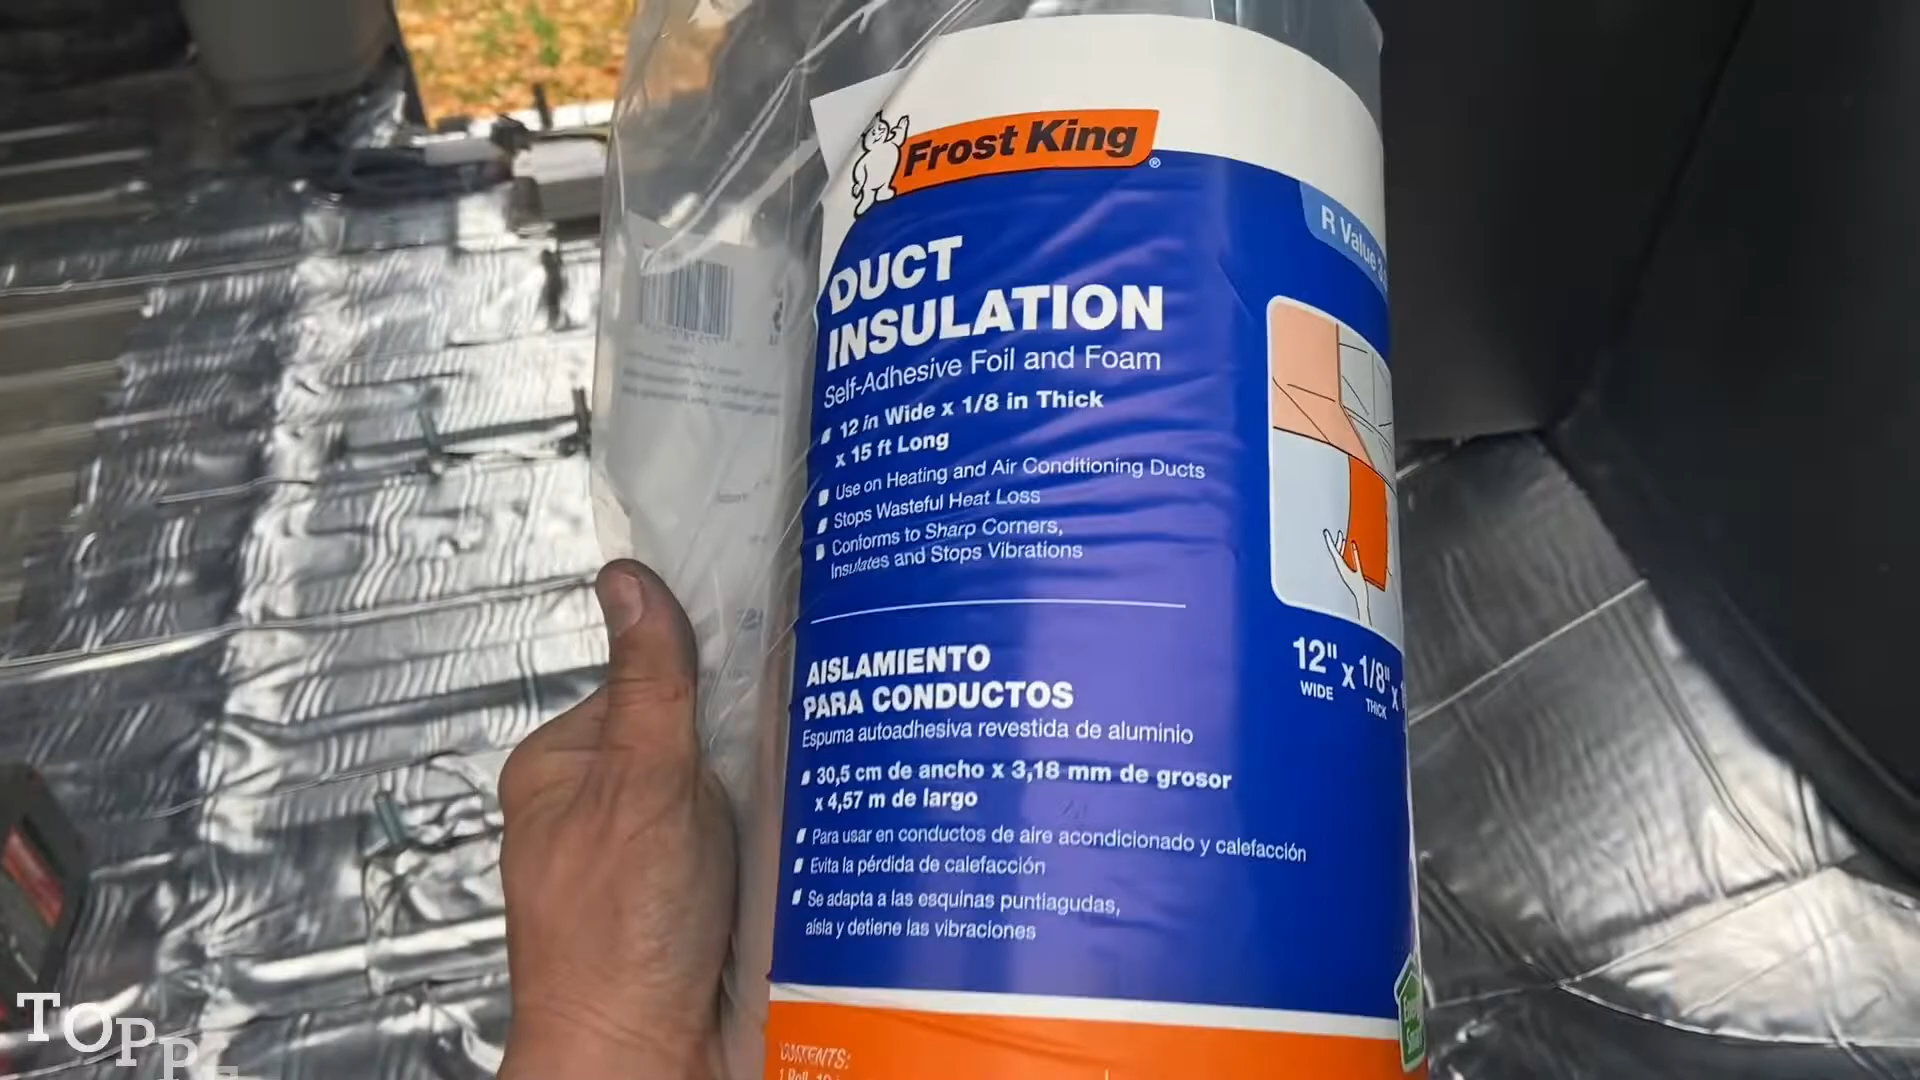 Frost King
®
R Value
DUCT
INSULATION
Self-Adhesive Foil and Foam
12 in Wide x 1/8 in Thick
x 15 ft Long
Use on Heating and Air Conditioning Ducts
Stops Wasteful Heat Loss
Conforms to Sharp Corners,
Insulates and Stops Vibrations
12" x 1/8" x
WIDE THICK
AISLAMIENTO
PARA CONDUCTOS
Espuma autoadhesiva revestida de aluminio
30,5 cm de ancho x 3,18 mm de grosor
x 4,57 m de largo
Para usar en conductos de aire acondicionado y calefacción
Evita la pérdida de calefacción
Se adapta a las esquinas puntiagudas,
aísla y detiene las vibraciones
CONTENTS:
1 Roll
TOPPE